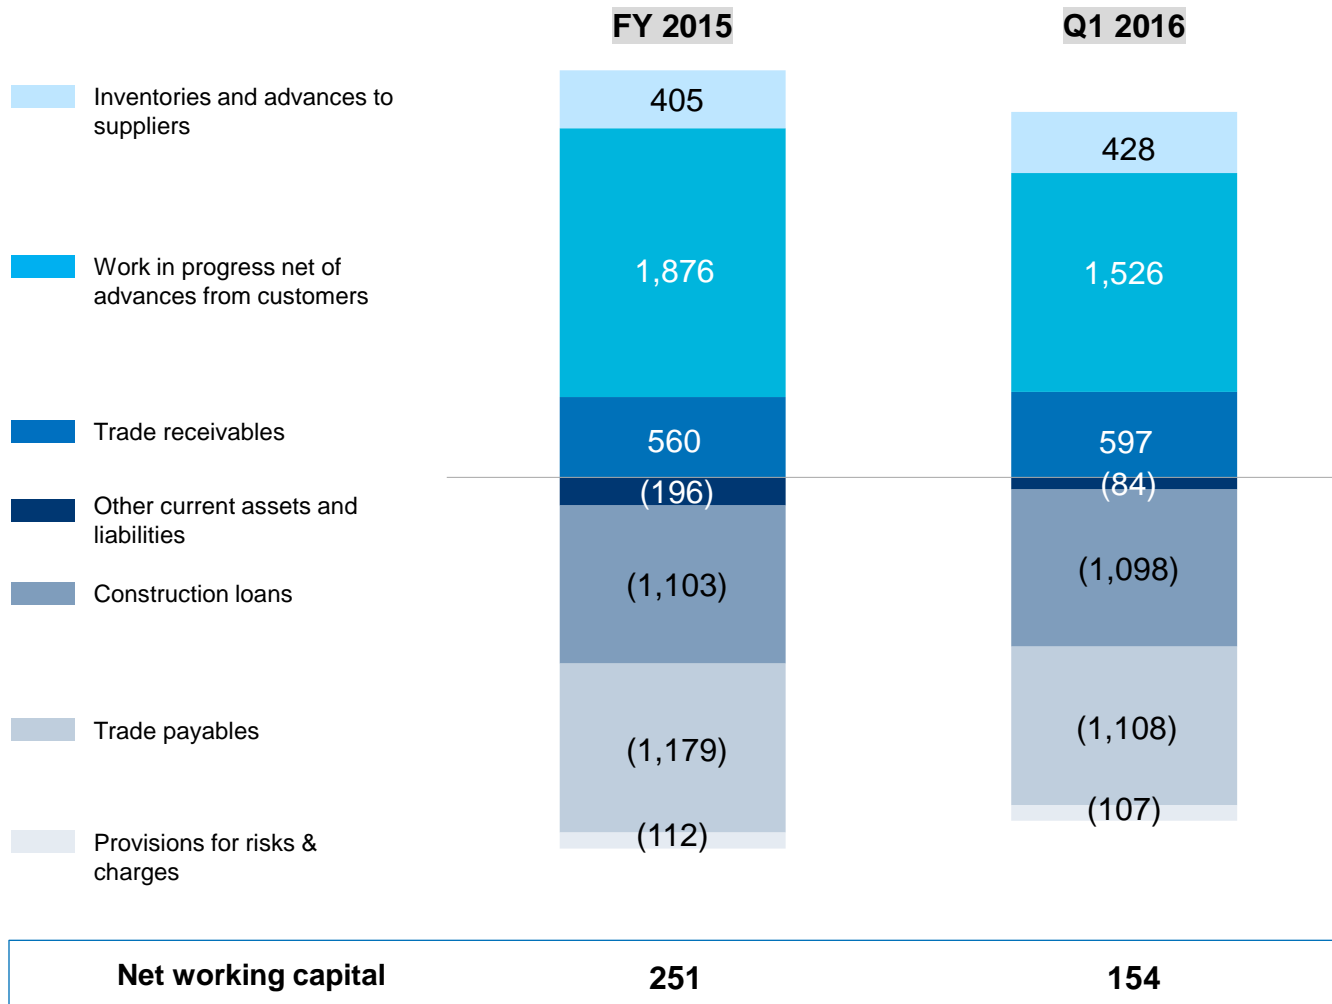 FY 2015
Q1 2016
Inventories and advances to
suppliers
405
428
Work in progress net of
advances from customers
1,876
1,526
Trade receivables
560
597
Other current assets and
liabilities
(196)
(84)
Construction loans
(1,103)
(1,098)
Trade payables
(1,179)
(1,108)
Provisions for risks &
charges
(112)
(107)
Net working capital
251
154